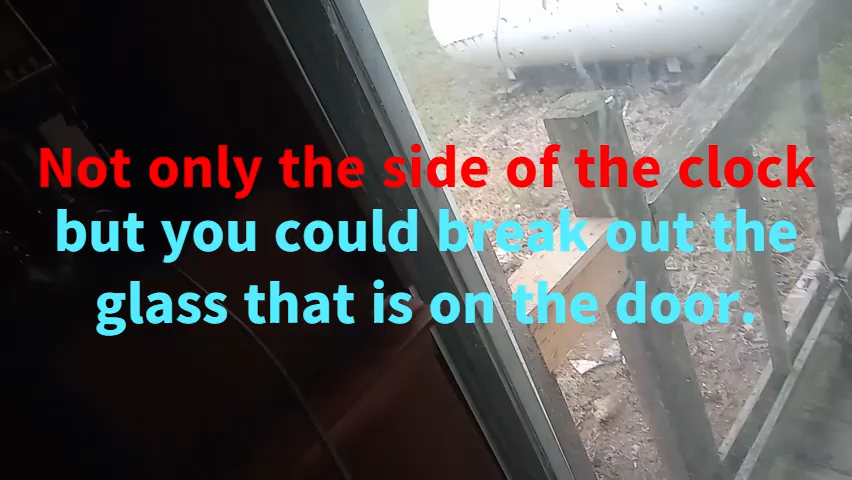 Not only the side of the clock
but you could break out the
glass that is on the door.